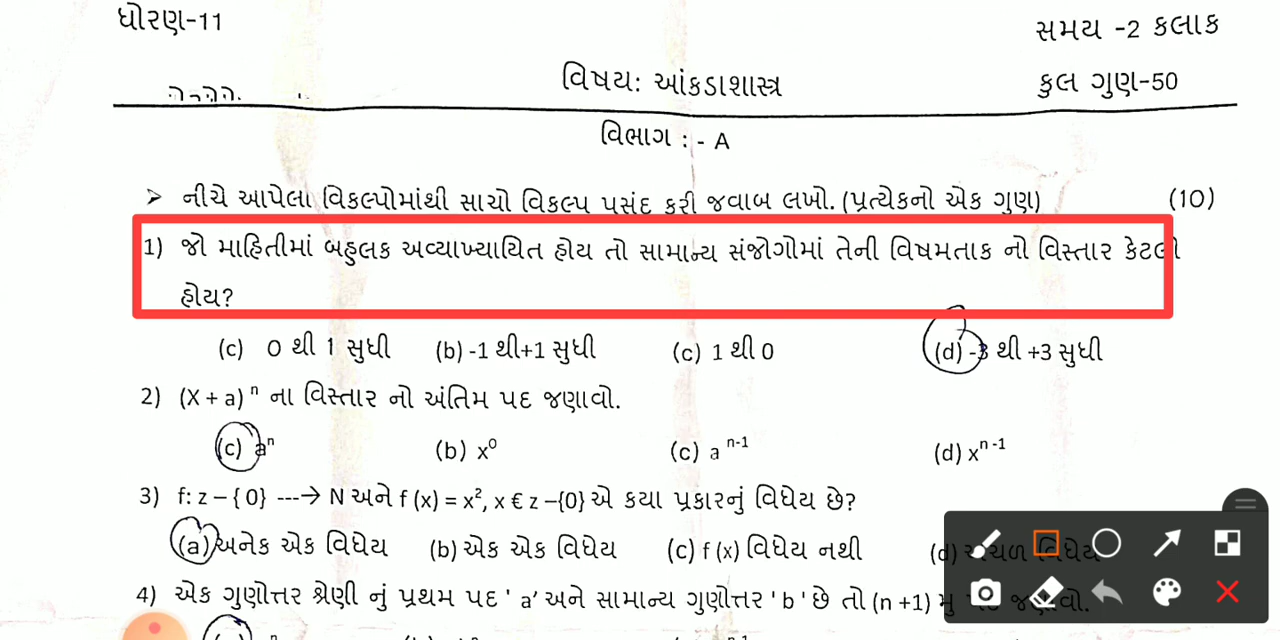 ધોરણ-11
સમય -2 કલાક
વિષય: આંકડાશાસ્ત્ર
કુલ ગુણ-50
વિભાગ : - A
➢ નીચે આપેલા વિકલ્પોમાંથી સાચો વિકલ્પ પસંદ કરી જવાબ લખો. (પ્રત્યેકનો એક ગુણ) (10)
1) જો માહિતીમાં બહુલક અવ્યાખ્યાયિત હોય તો સામાન્ય સંજોગોમાં તેની વિષમતાક નો વિસ્તાર કેટલો
હોય?
(c) 0 થી 1 સુધી (b) -1 થી+1 સુધી (c) 1 થી 0 (d) -3 થી +3 સુધી
2) (X + a) ⁿ ના વિસ્તાર નો અંતિમ પદ જણાવો.
(c) aⁿ (b) x⁰ (c) a ⁿ⁻¹ (d) xⁿ ⁻¹
3) f: z – { 0} ---→ N અને f (x) = x², x € z –{0} એ કયા પ્રકારનું વિધેય છે?
(a) અનેક એક વિધેય (b) એક એક વિધેય (c) f (x) વિધેય નથી (d) વિધેય
4) એક ગુણોત્તર શ્રેણી નું પ્રથમ પદ ' a' અને સામાન્ય ગુણોત્તર ' b ' છે તો (n +1) મુ